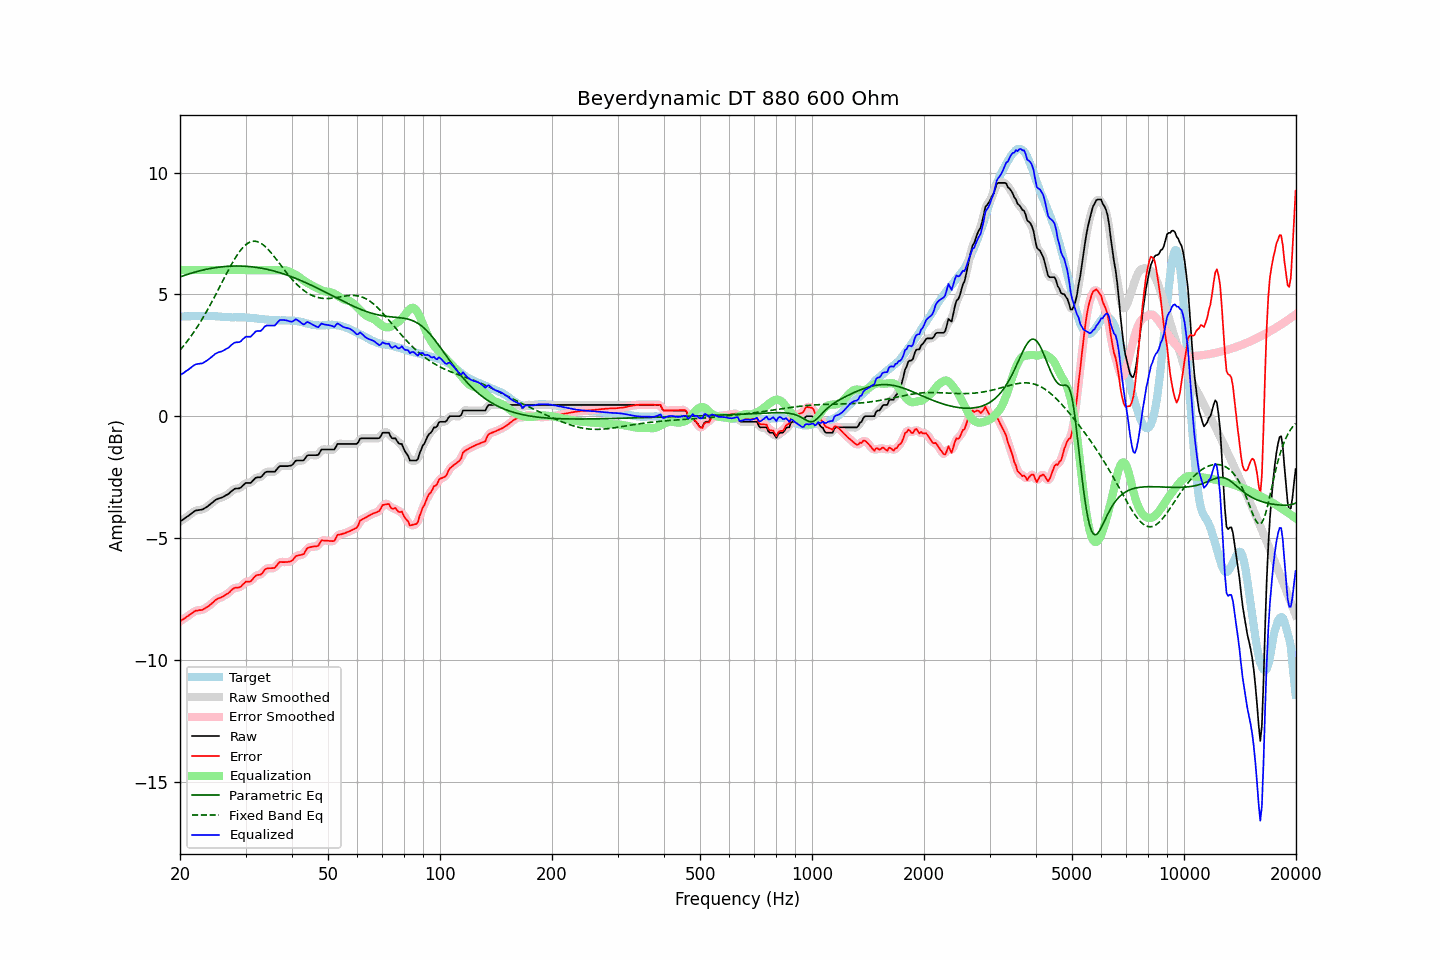 Beyerdynamic DT 880 600 Ohm
Amplitude (dBr)
10
5
0
−5
−10
−15
Target
Raw Smoothed
Error Smoothed
Raw
Error
Equalization
Parametric Eq
Fixed Band Eq
Equalized
20 50 100 200 500 1000 2000 5000 10000 20000
Frequency (Hz)